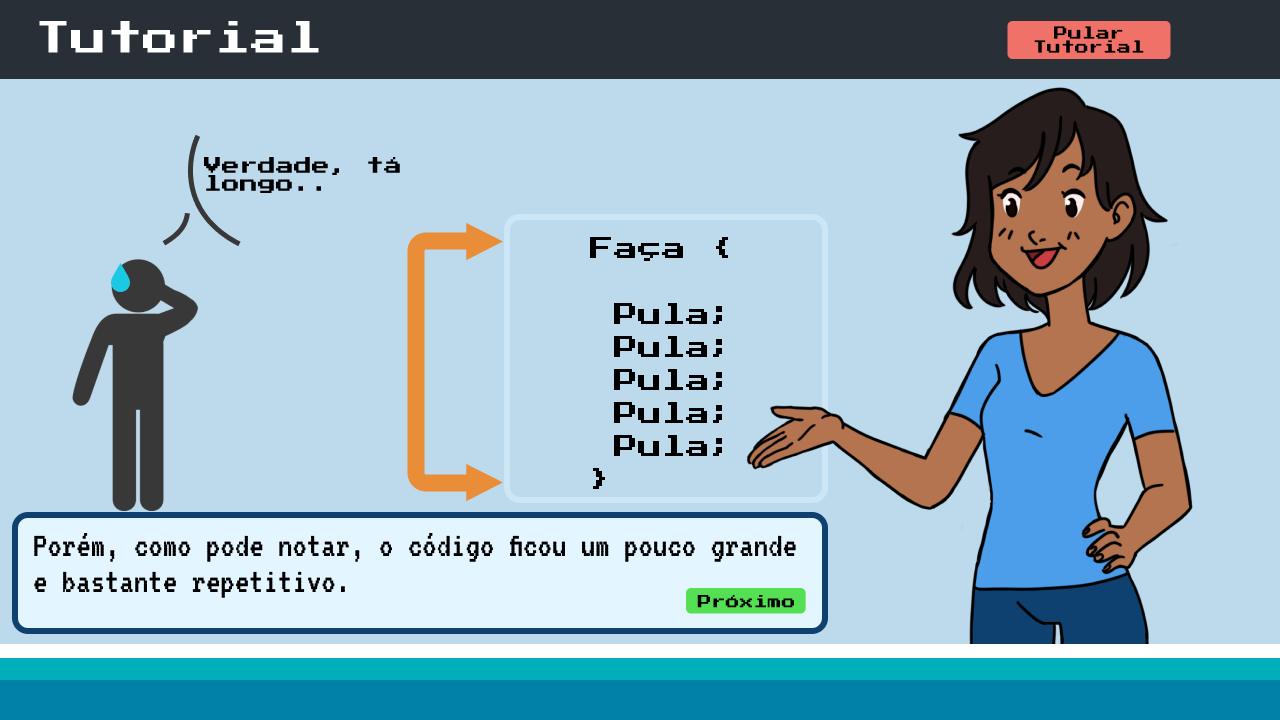 Tutorial
Pular
Tutorial
Verdade, tá
longo..
Faça {
Pula;
Pula;
Pula;
Pula;
Pula;
}
Porém, como pode notar, o código ficou um pouco grande
e bastante repetitivo.
Próximo